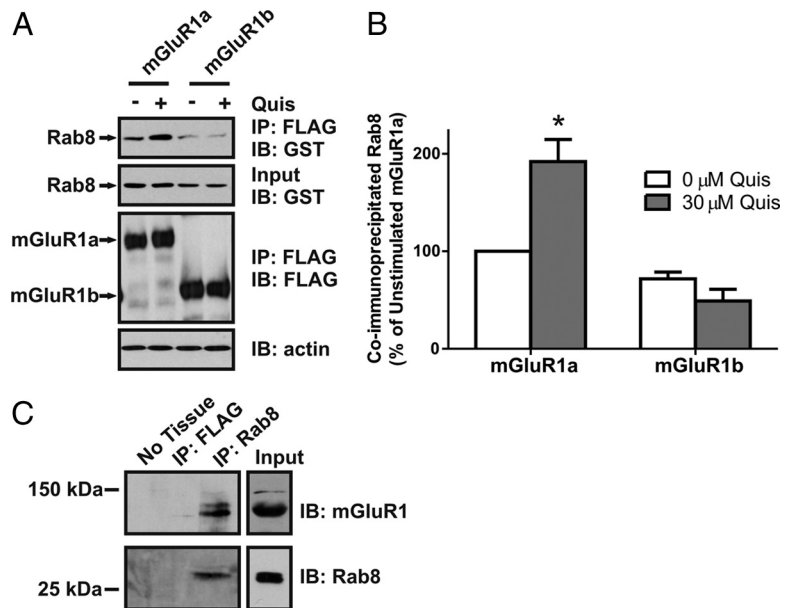 A
mGluR1a
mGluR1b
- + - + Quis
Rab8
IP: FLAG
IB: GST
Rab8
Input
IB: GST
mGluR1a
mGluR1b
IP: FLAG
IB: FLAG
IB: actin
B
Co-immunoprecipitated Rab8
(% of Unstimulated mGluR1a)
200
100
0
*
0 μM Quis
30 μM Quis
mGluR1a
mGluR1b
C
No Tissue
IP: FLAG
IP: Rab8
Input
150 kDa
IB: mGluR1
25 kDa
IB: Rab8